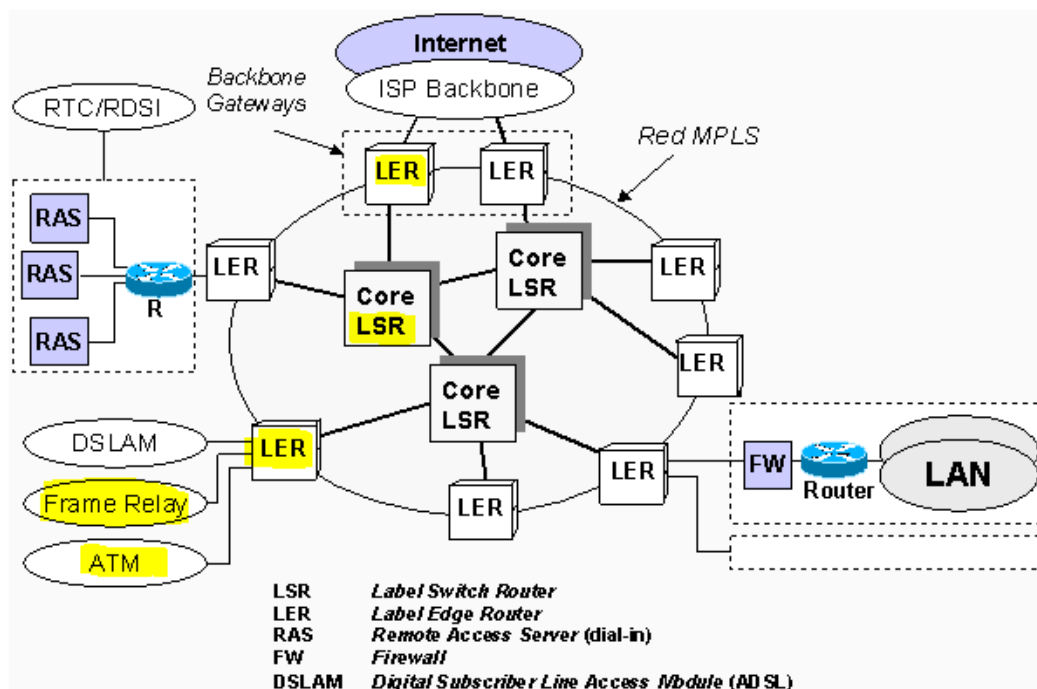 Internet
ISP Backbone
Backbone
Gateways
RTC/RDSI
Red MPLS
LER
LER
RAS
RAS
RAS
R
LER
Core
LSR
Core
LSR
LER
LER
Core
LSR
DSLAM
Frame Relay
ATM
LER
LER
LER
FW
Router
LAN
LSR Label Switch Router
LER Label Edge Router
RAS Remote Access Server (dial-in)
FW Firewall
DSLAM Digital Subscriber Line Access Module (ADSL)